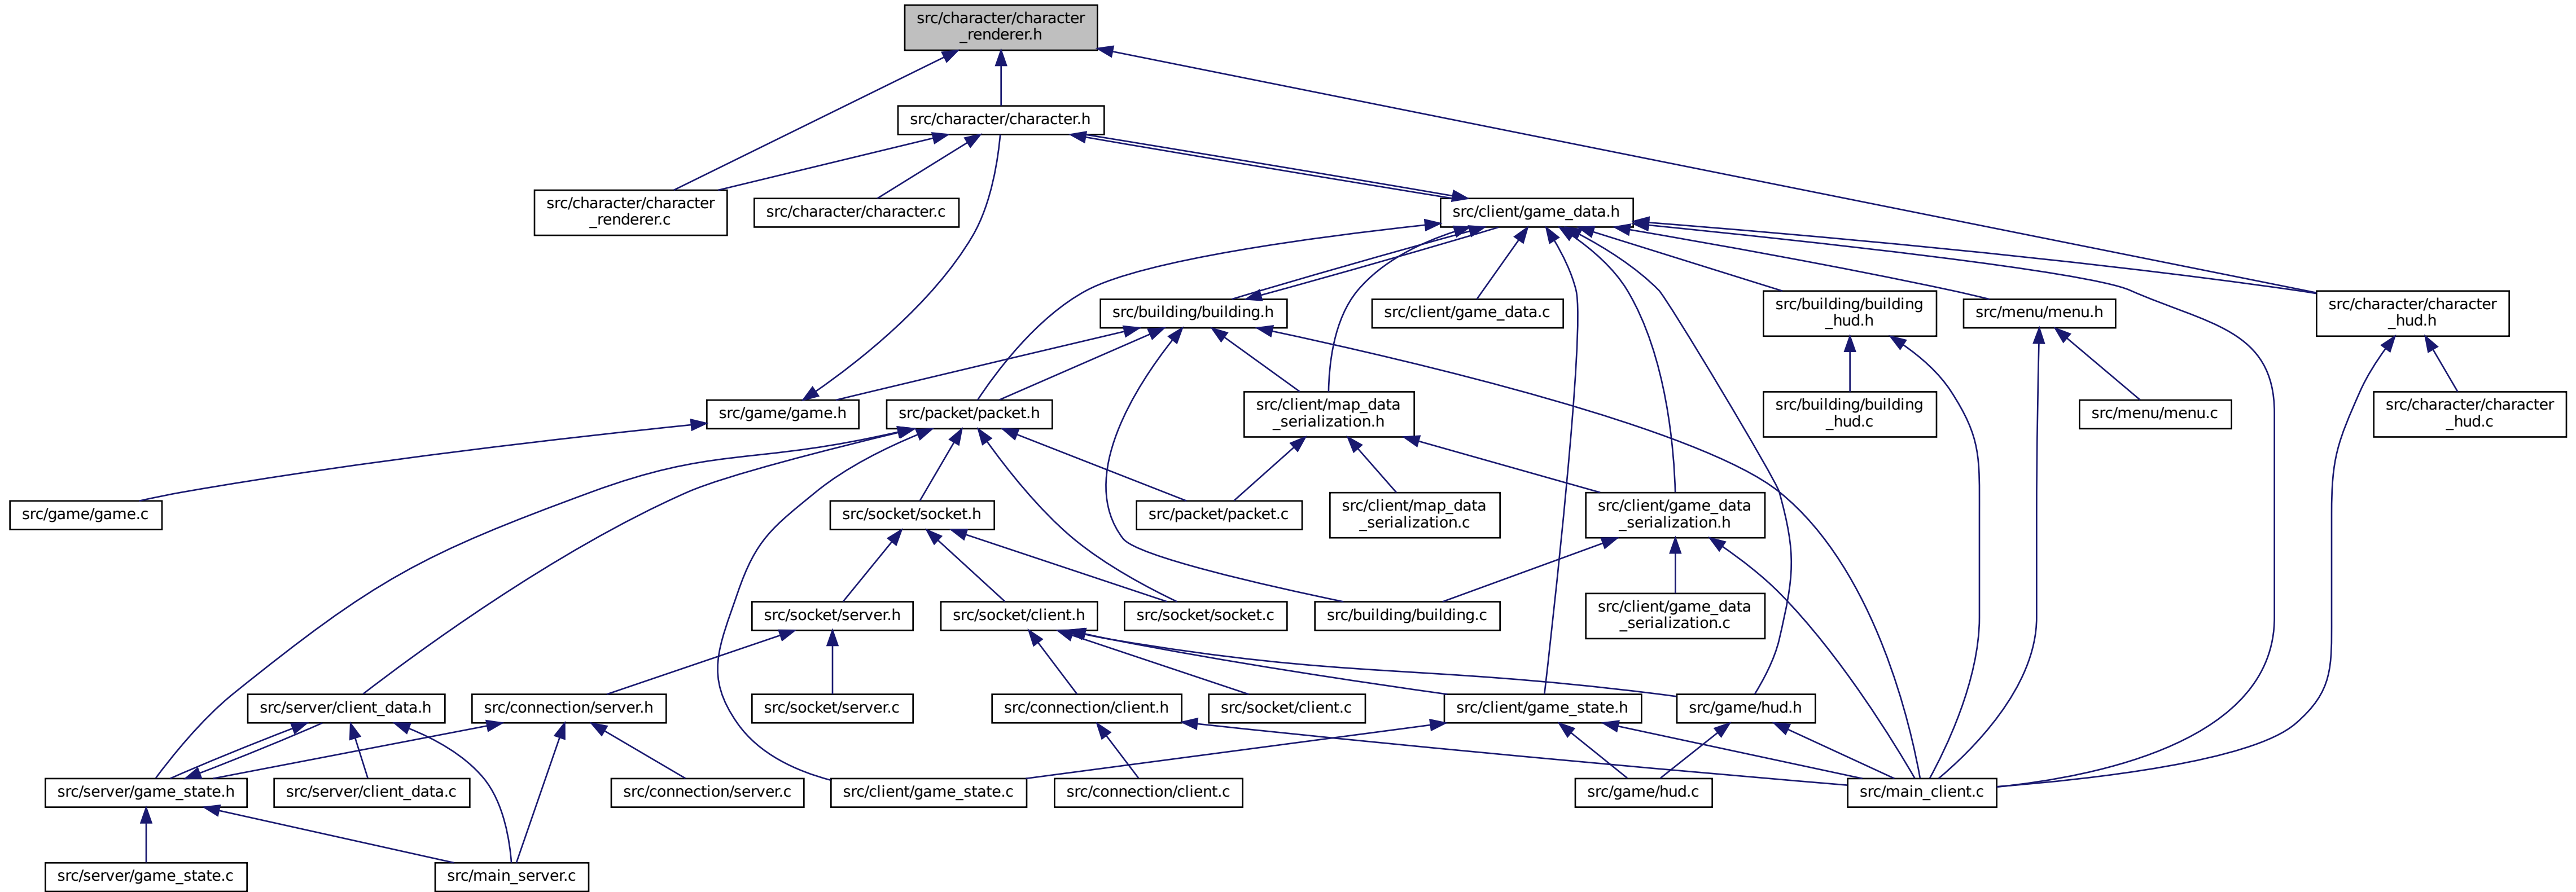 src/character/character
_renderer.h
src/character/character.h
src/character/character
_renderer.c
src/character/character.c
src/client/game_data.h
src/building/building.h
src/client/game_data.c
src/building/building
_hud.h
src/menu/menu.h
src/character/character
_hud.h
src/game/game.h
src/packet/packet.h
src/client/map_data
_serialization.h
src/building/building
_hud.c
src/menu/menu.c
src/character/character
_hud.c
src/game/game.c
src/socket/socket.h
src/packet/packet.c
src/client/map_data
_serialization.c
src/client/game_data
_serialization.h
src/socket/server.h
src/socket/client.h
src/socket/socket.c
src/building/building.c
src/client/game_data
_serialization.c
src/server/client_data.h
src/connection/server.h
src/socket/server.c
src/connection/client.h
src/socket/client.c
src/client/game_state.h
src/game/hud.h
src/server/game_state.h
src/server/client_data.c
src/connection/server.c
src/client/game_state.c
src/connection/client.c
src/game/hud.c
src/main_client.c
src/server/game_state.c
src/main_server.c